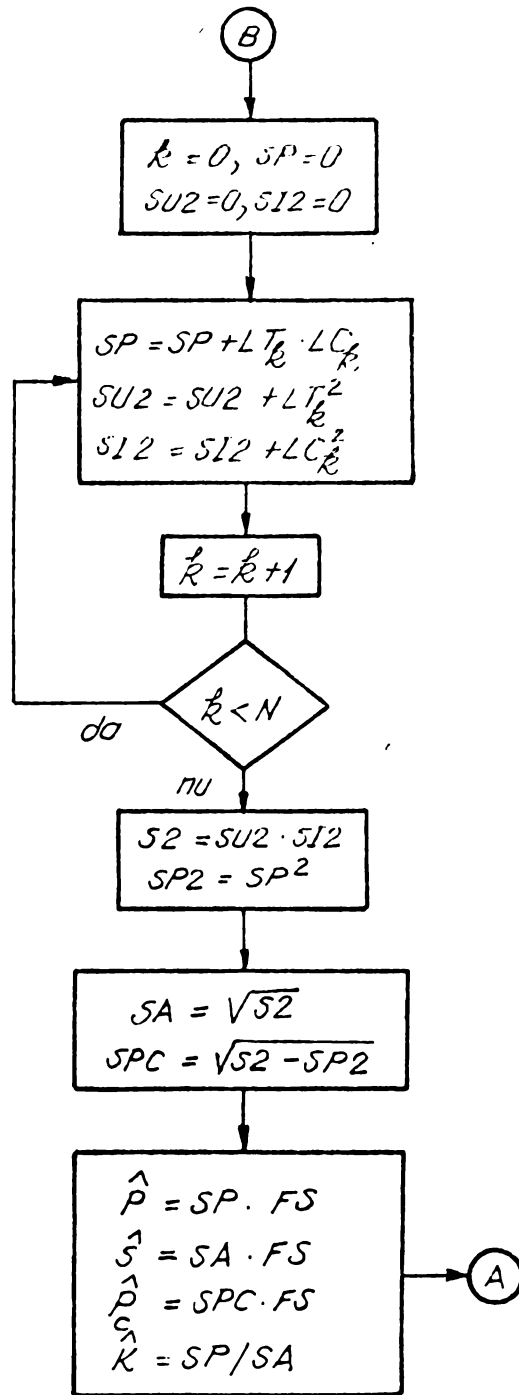 B
k = 0, SP = 0
SU2 = 0, SI2 = 0
SP = SP + LT_k · LC_k
SU2 = SU2 + LT_k^2
SI2 = SI2 + LC_k^2
k = k + 1
k < N
da
nu
S2 = SU2 · SI2
SP2 = SP^2
SA = √S2
SPC = √S2 - SP2
P̂ = SP · FS
Ŝ = SA · FS
P̂_c = SPC · FS
K̂ = SP / SA
A